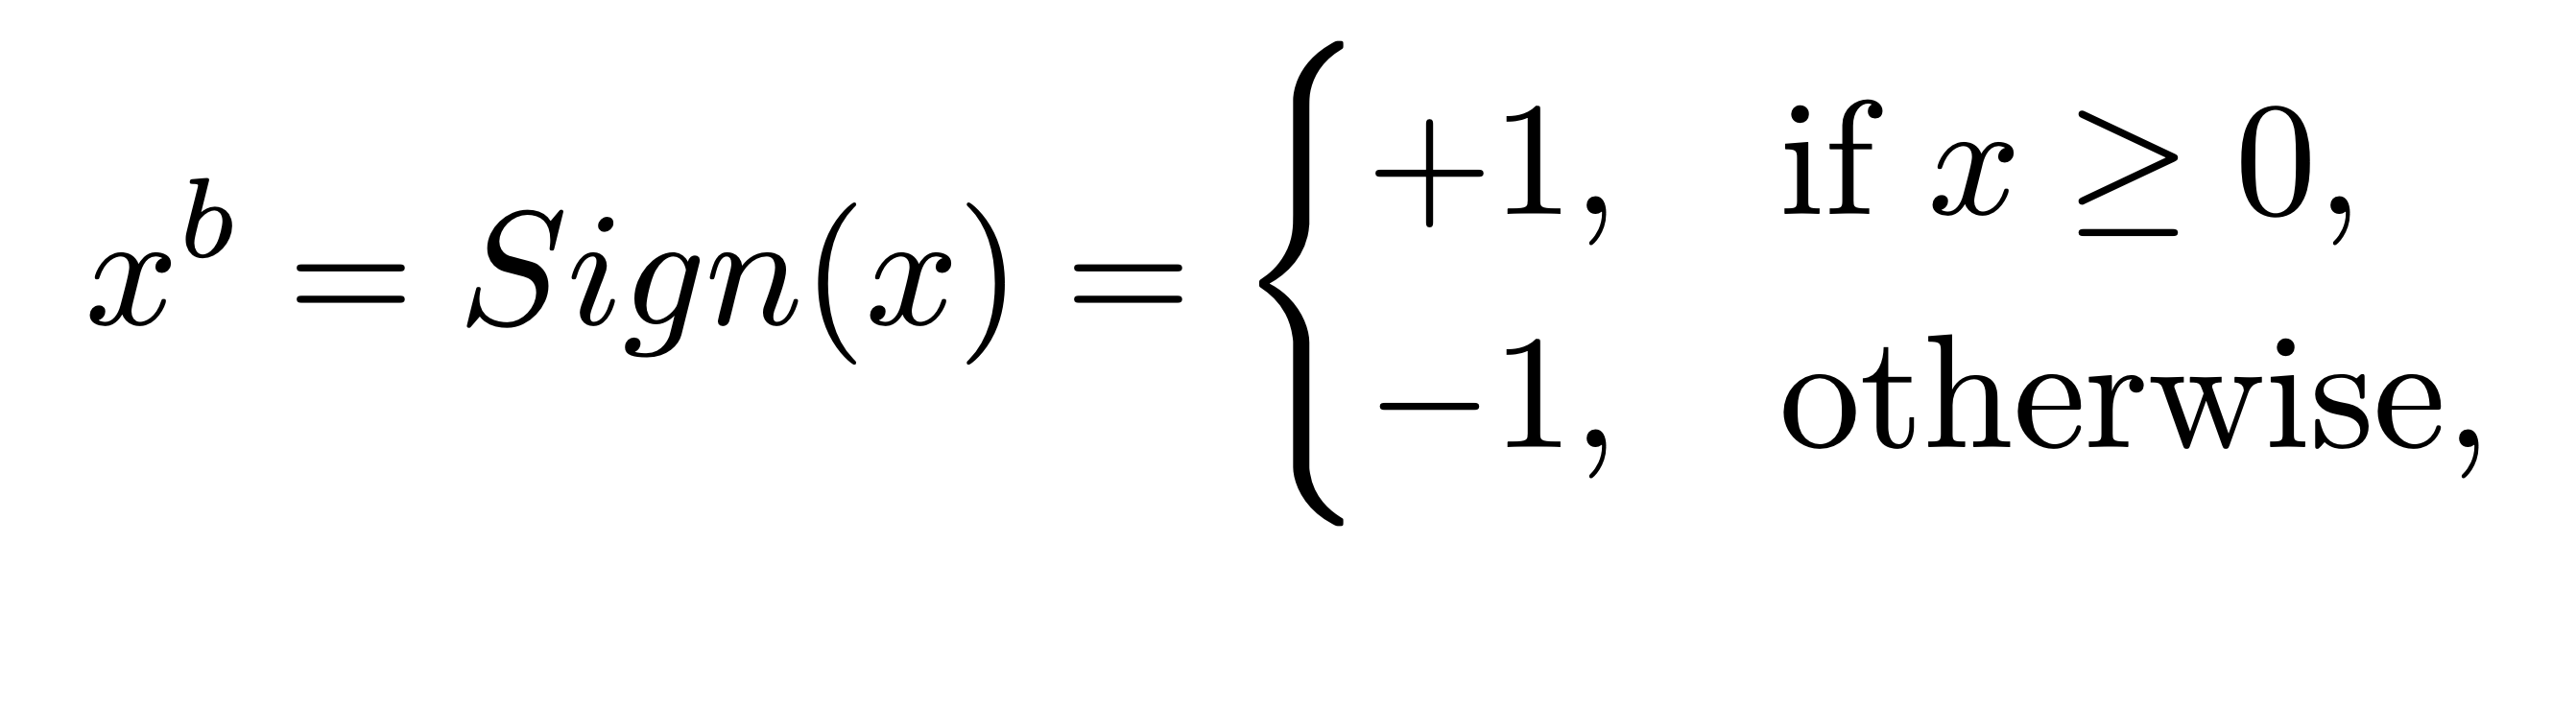 x^b = Sign(x) = { +1, if x ≥ 0,
−1, otherwise,